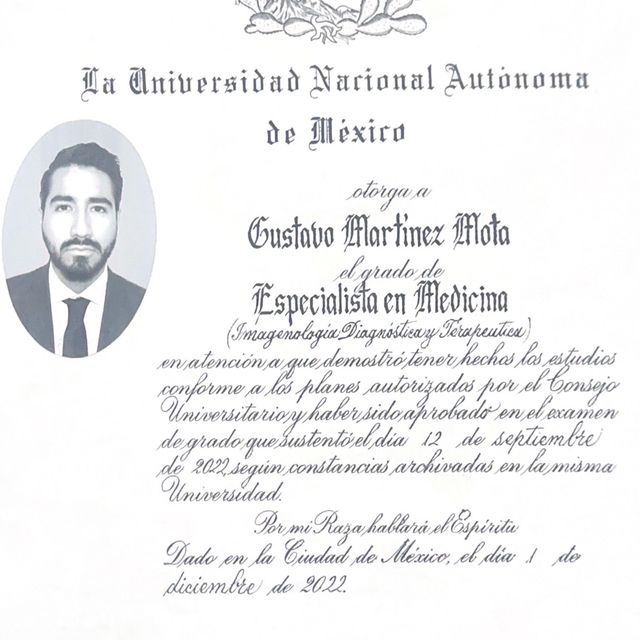 La Universidad Nacional Autónoma
de México
otorga a
Gustavo Martínez Mota
el grado de
Especialista en Medicina
(Imagenología Diagnóstica y Terapeutica)
en atención a que demostró tener hechos los estudios
conforme a los planes autorizados por el Consejo
Universitario y haber sido aprobado en el examen
de grado que sustentó el día 12 de septiembre
de 2022, según constancias archivadas en la misma
Universidad.
Por mi Raza hablará el Espíritu
Dado en la Ciudad de México, el día 1 de
diciembre de 2022.